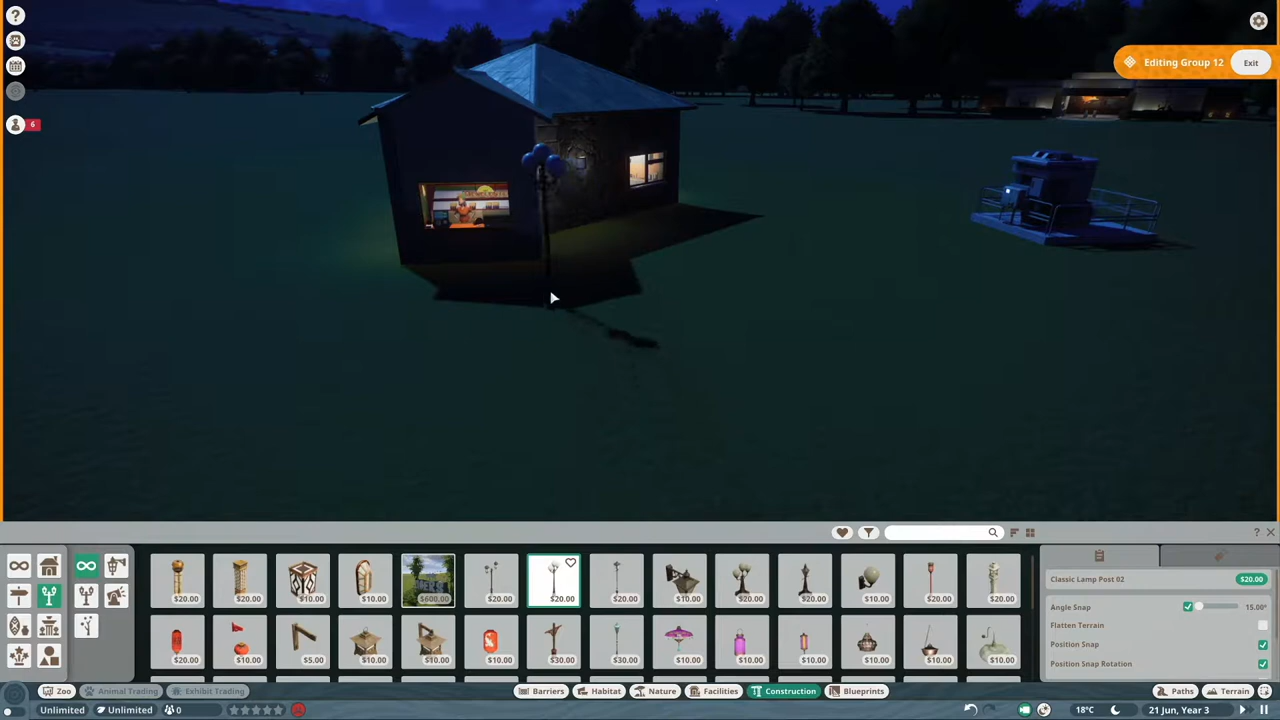 ?
Editing Group 12
Exit
6
?
$20.00
$20.00
$10.00
$10.00
$600.00
$20.00
$20.00
$20.00
$10.00
$20.00
$20.00
$10.00
$20.00
$20.00
Classic Lamp Post 02
$20.00
Angle Snap
15.00°
Flatten Terrain
Position Snap
Position Snap Rotation
$20.00
$10.00
$5.00
$10.00
$10.00
$10.00
$30.00
$30.00
$10.00
$10.00
$10.00
$10.00
$10.00
$10.00
Zoo
Animal Trading
Exhibit Trading
Barriers
Habitat
Nature
Facilities
Construction
Blueprints
Paths
Terrain
Unlimited
Unlimited
0
18°C
21 Jun, Year 3